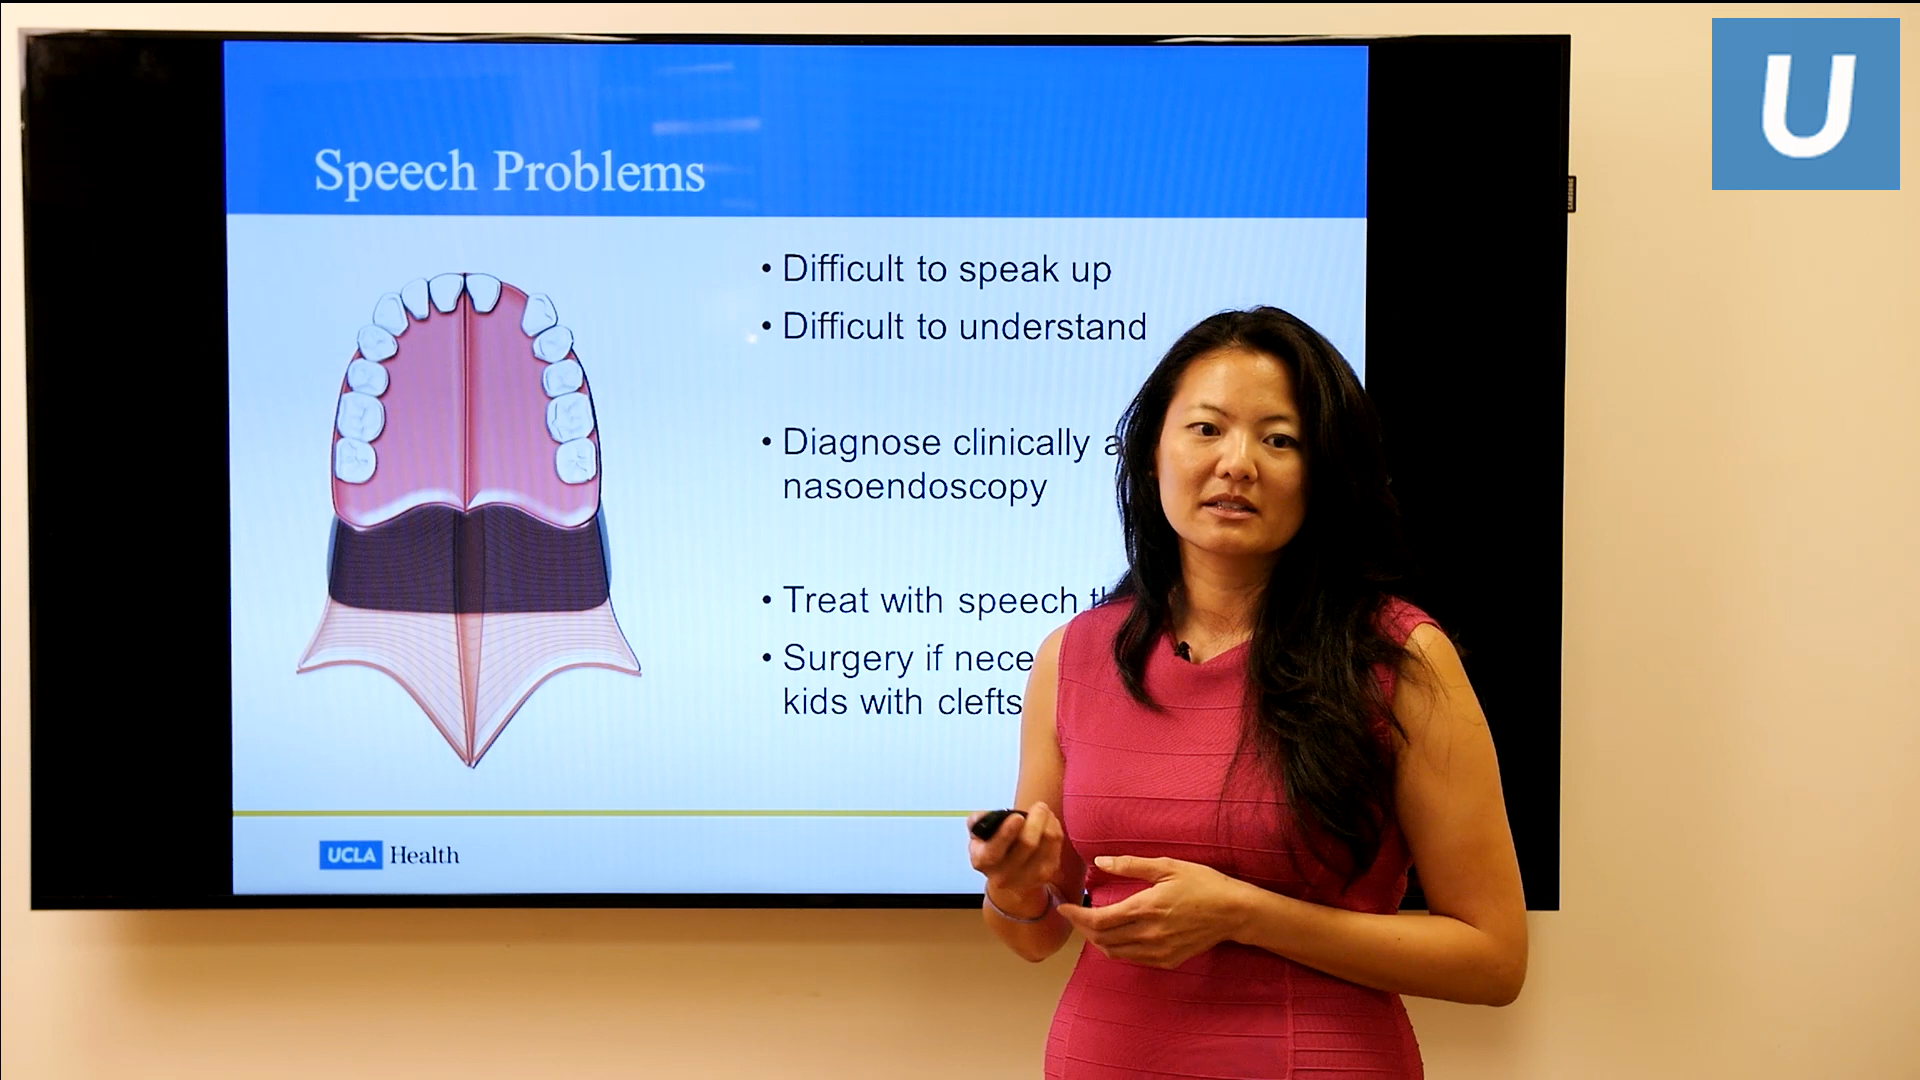 U
Speech Problems
• Difficult to speak up
• Difficult to understand
• Diagnose clinically
nasoendoscopy
• Treat with speech
• Surgery if
kids with clefts
UCLA Health
SAMSUNG